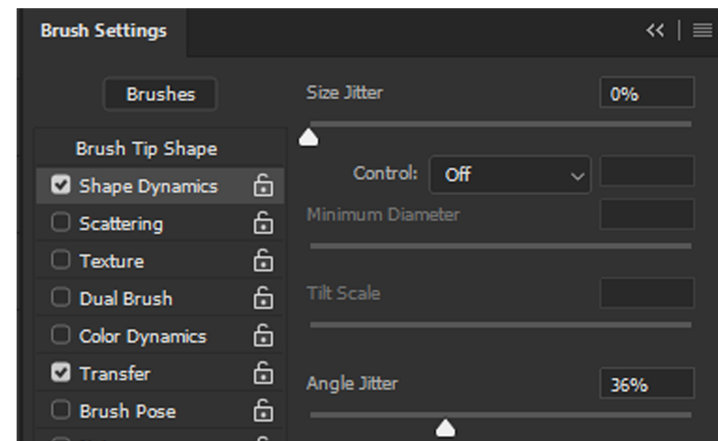 Brush Settings
Brushes
Brush Tip Shape
Shape Dynamics
Scattering
Texture
Dual Brush
Color Dynamics
Transfer
Brush Pose
Size Jitter
0%
Control:
Off
Minimum Diameter
Tilt Scale
Angle Jitter
36%